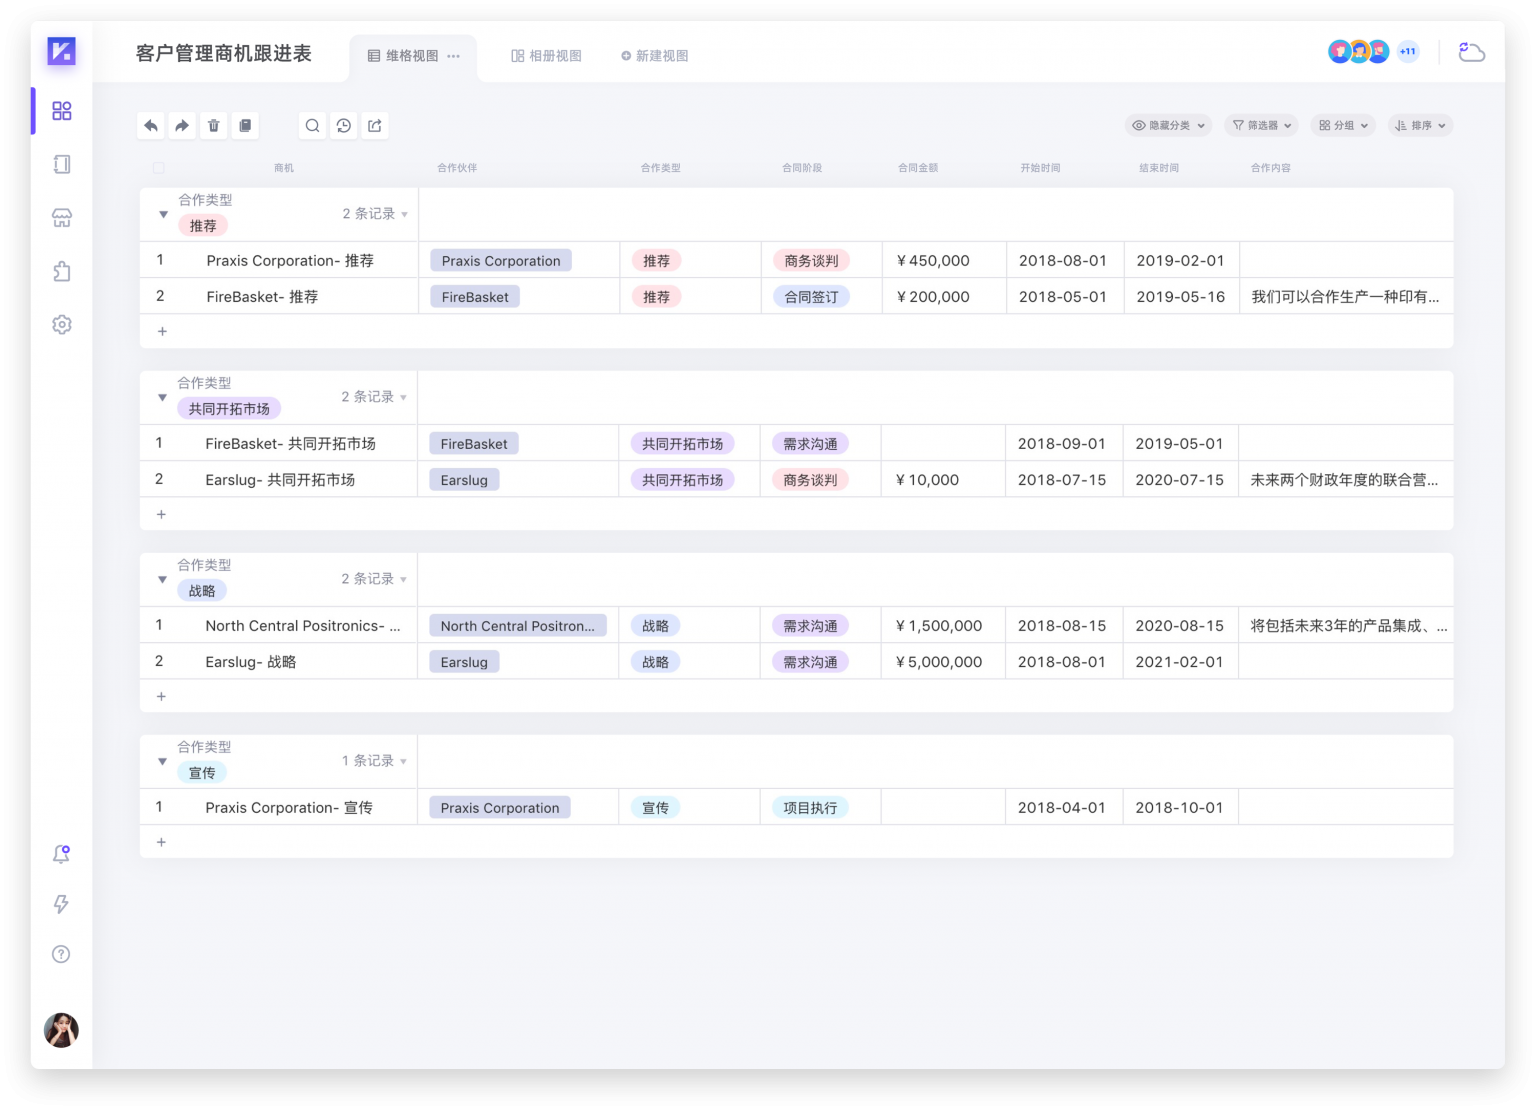 客户管理商机跟进表
维格视图
相册视图
新建视图
+11
隐藏分类
筛选器
分组
排序
商机 合作伙伴 合作类型 合同阶段 合同金额 开始时间 结束时间 合作内容
合作类型
推荐
2 条记录
1 Praxis Corporation- 推荐 Praxis Corporation 推荐 商务谈判 ¥450,000 2018-08-01 2019-02-01
2 FireBasket- 推荐 FireBasket 推荐 合同签订 ¥200,000 2018-05-01 2019-05-16 我们可以合作生产一种印有...
+
合作类型
共同开拓市场
2 条记录
1 FireBasket- 共同开拓市场 FireBasket 共同开拓市场 需求沟通 2018-09-01 2019-05-01
2 Earslug- 共同开拓市场 Earslug 共同开拓市场 商务谈判 ¥10,000 2018-07-15 2020-07-15 未来两个财政年度的联合营...
+
合作类型
战略
2 条记录
1 North Central Positronics- ... North Central Positron... 战略 需求沟通 ¥1,500,000 2018-08-15 2020-08-15 将包括未来3年的产品集成、...
2 Earslug- 战略 Earslug 战略 需求沟通 ¥5,000,000 2018-08-01 2021-02-01
+
合作类型
宣传
1 条记录
1 Praxis Corporation- 宣传 Praxis Corporation 宣传 项目执行 2018-04-01 2018-10-01
+